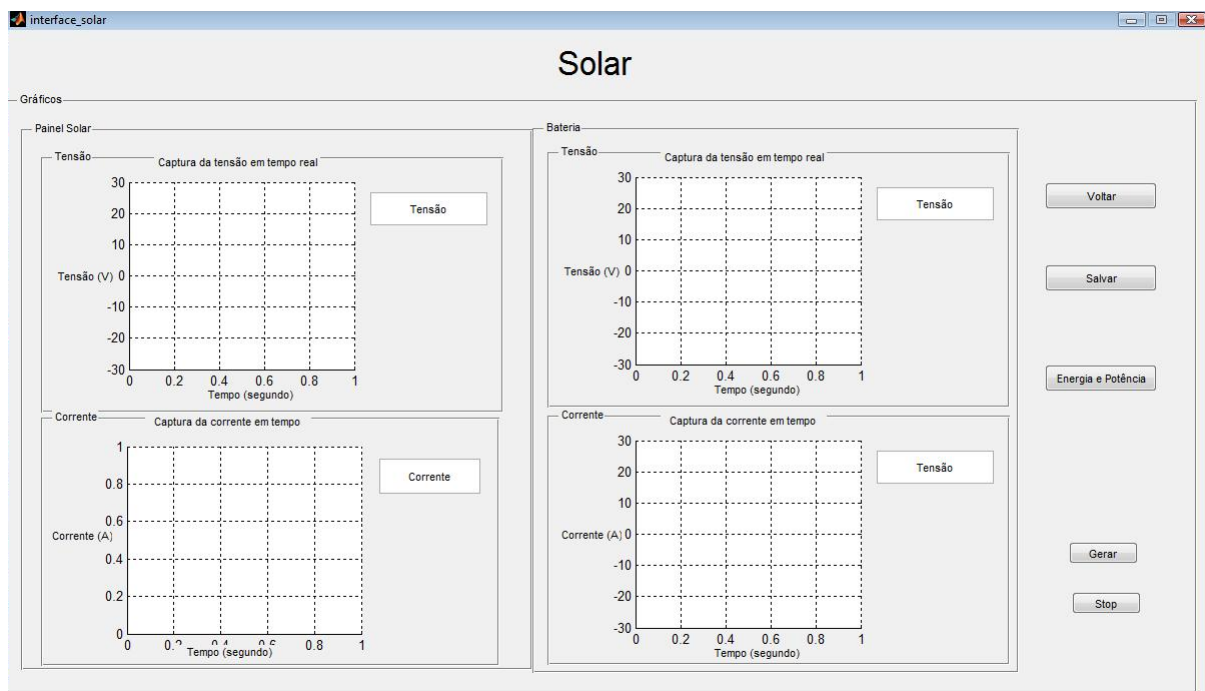 interface_solar
Solar
Gráficos
Painel Solar
Tensão
Captura da tensão em tempo real
30
20
10
Tensão (V) 0
-10
-20
-30
0 0.2 0.4 0.6 0.8 1
Tempo (segundo)
Tensão
Corrente
Captura da corrente em tempo
1
0.8
0.6
Corrente (A)
0.4
0.2
0
0 0.8 1
Tempo (segundo)
Corrente
Bateria
Tensão
Captura da tensão em tempo real
30
20
10
Tensão (V) 0
-10
-20
-30
0 0.2 0.4 0.6 0.8 1
Tempo (segundo)
Tensão
Corrente
Captura da corrente em tempo
30
20
10
Corrente (A) 0
-10
-20
-30
0 0.2 0.4 0.6 0.8 1
Tempo (segundo)
Tensão
Voltar
Salvar
Energia e Potência
Gerar
Stop